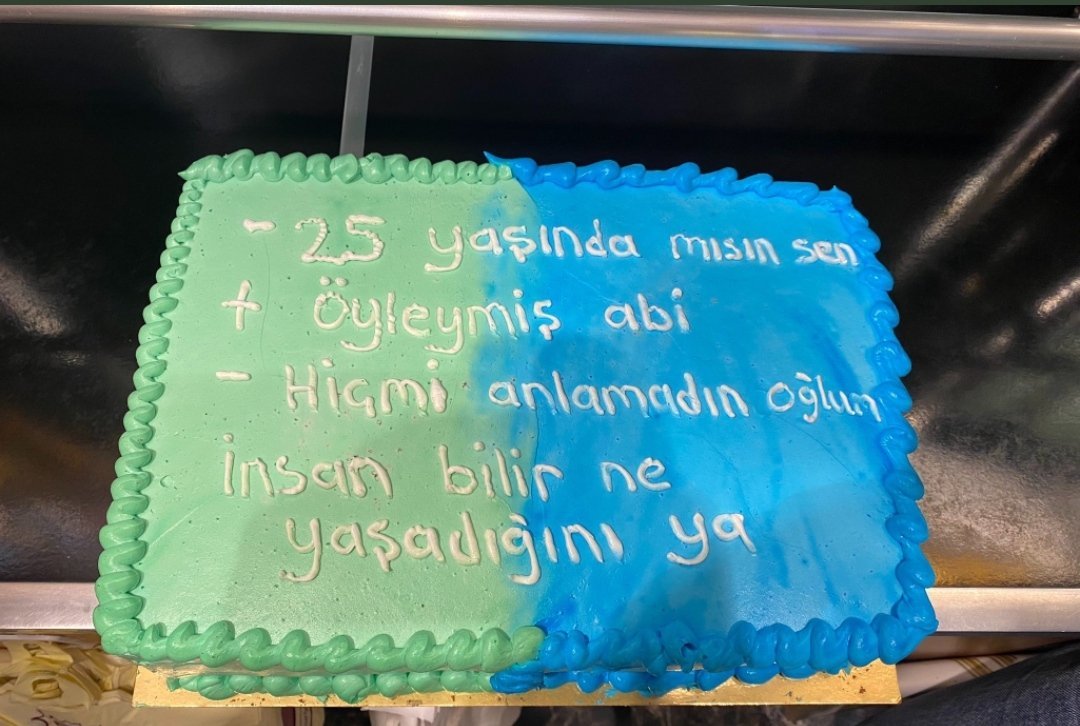 - 25 yaşında mısın sen
+ Öyleymiş abi
- Hiçmi anlamadın oğlum
insan bilir ne
yaşadığını ya